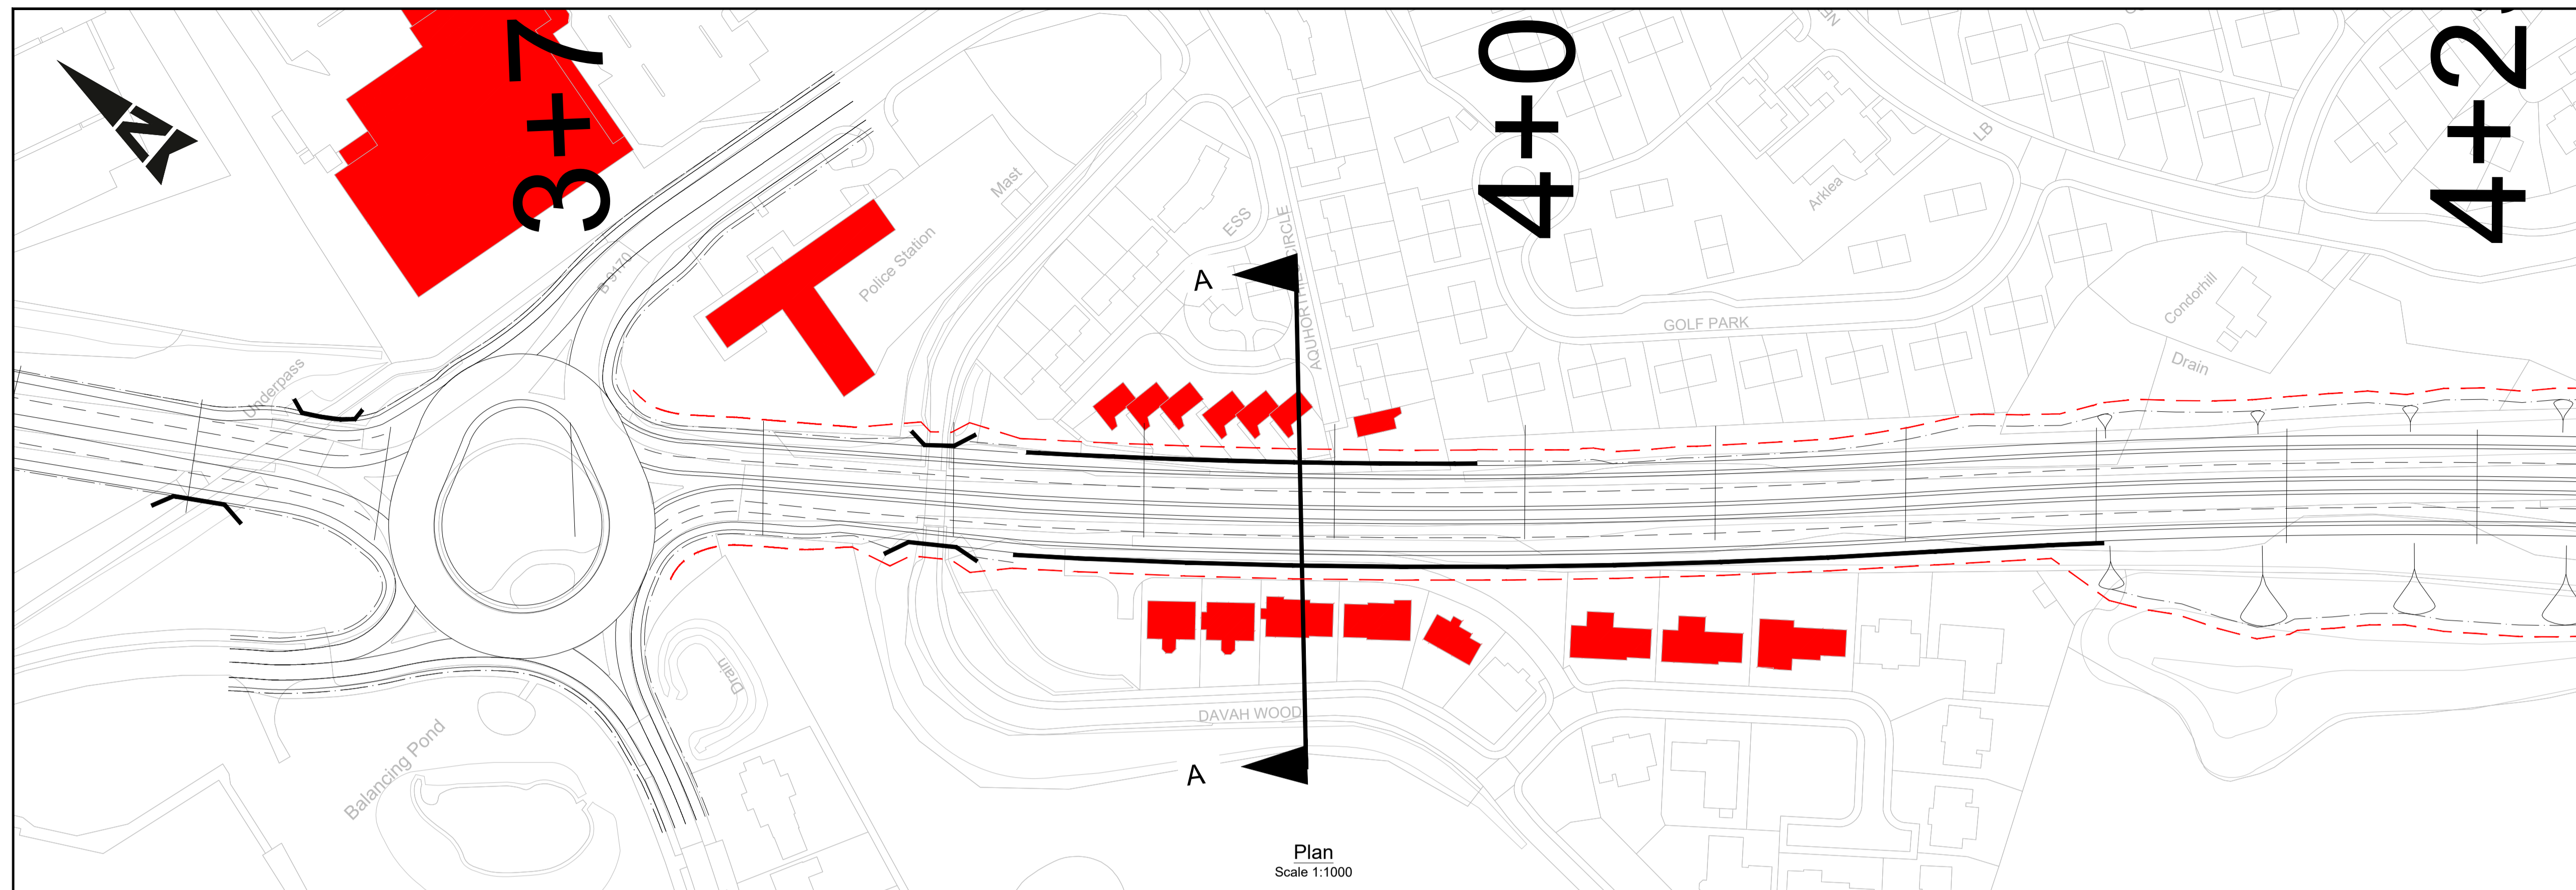 3+7
4+0
4+2
N
LB
Mast
Arklea
ESS
B 9170
Police Station
AQUHORTHIES CIRCLE
A
Condorhill
GOLF PARK
Drain
Underpass
Drain
DAVAH WOOD
Balancing Pond
A
Plan
Scale 1:1000